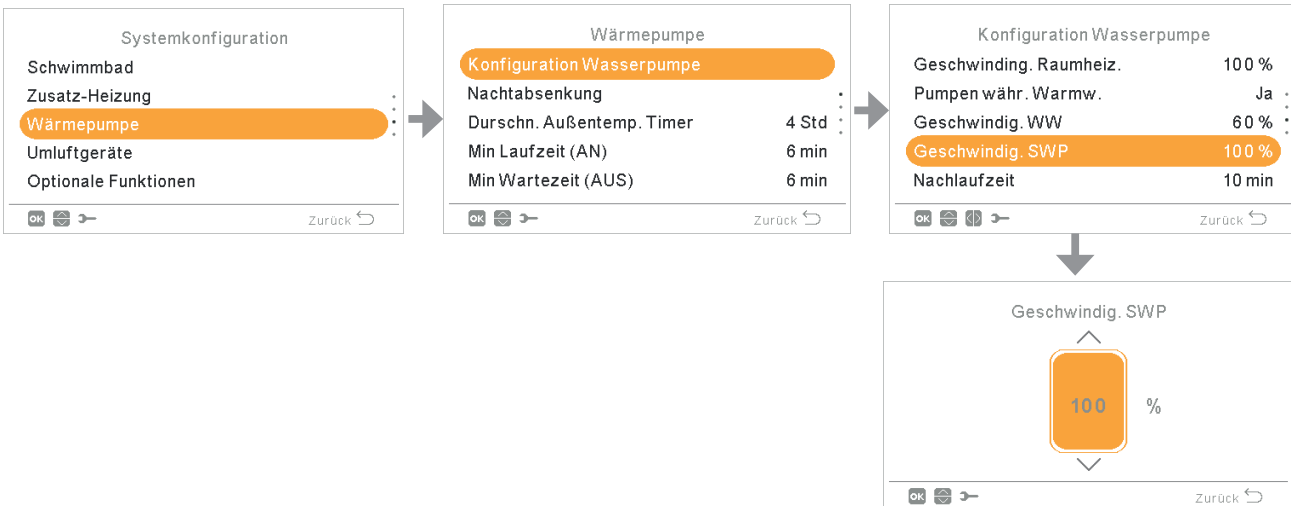 Systemkonfiguration
Schwimmbad
Zusatz-Heizung
Wärmepumpe
Umluftgeräte
Optionale Funktionen
OK Zurück
Wärmepumpe
Konfiguration Wasserpumpe
Nachtabsenkung
Durschn. Außentemp. Timer 4 Std
Min Laufzeit (AN) 6 min
Min Wartezeit (AUS) 6 min
OK Zurück
Konfiguration Wasserpumpe
Geschwinding. Raumheiz. 100 %
Pumpen währ. Warmw. Ja
Geschwindig. WW 60 %
Geschwindig. SWP 100 %
Nachlaufzeit 10 min
OK Zurück
Geschwindig. SWP
100 %
OK Zurück